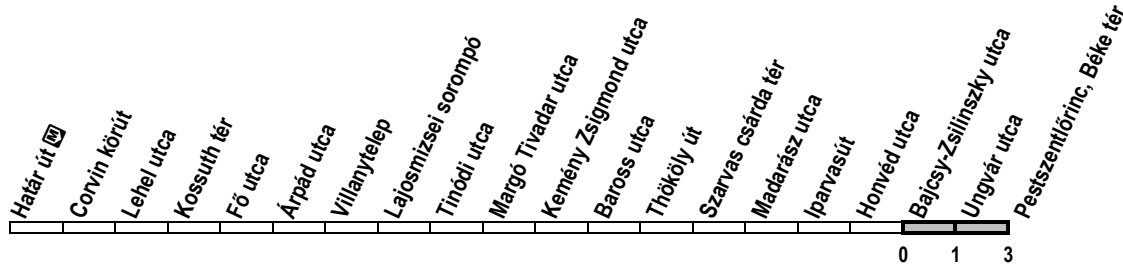 Határ út M
Corvin körút
Lehel utca
Kossuth tér
Fő utca
Árpád utca
Villanytelep
Lajosmizsei sorompó
Tinódi utca
Margó Tivadar utca
Kemény Zsigmond utca
Baross utca
Thököly út
Szarvas csárda tér
Madarász utca
Iparvasút
Honvéd utca
Bajcsy-Zsilinszky utca
Ungvár utca
Pestszentlőrinc, Béke tér
0 1 3